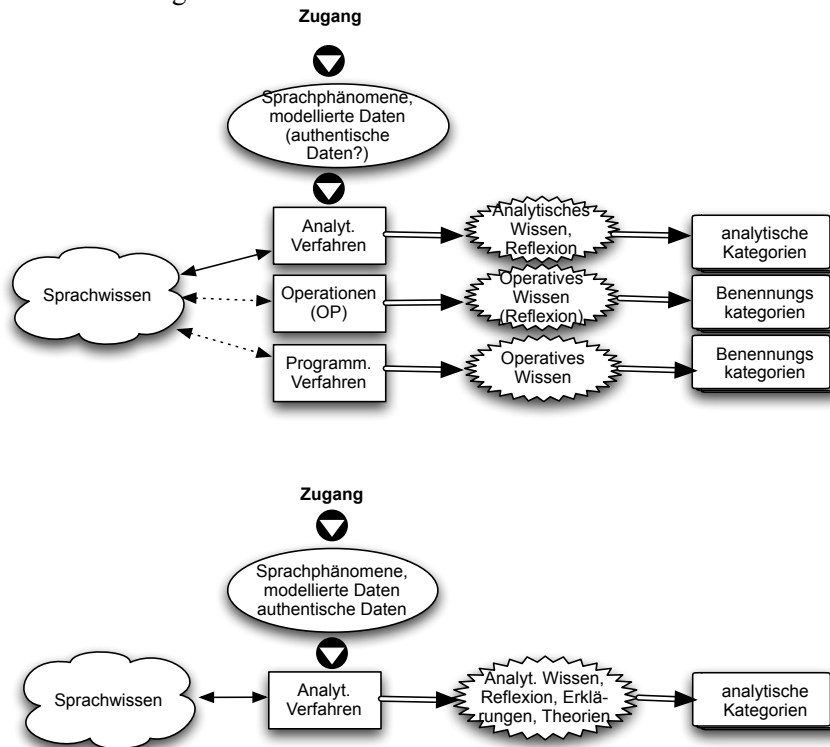 Zugang
Sprachphänomene,
modellierte Daten
(authentische
Daten?)
Analyt.
Verfahren
Analytisches
Wissen,
Reflexion
analytische
Kategorien
Sprachwissen
Operationen
(OP)
Operatives
Wissen
(Reflexion)
Benennungs
kategorien
Programm.
Verfahren
Operatives
Wissen
Benennungs
kategorien
Zugang
Sprachphänomene,
modellierte Daten
authentische Daten
Sprachwissen
Analyt.
Verfahren
Analyt. Wissen,
Reflexion, Erklä-
rungen, Theorien
analytische
Kategorien